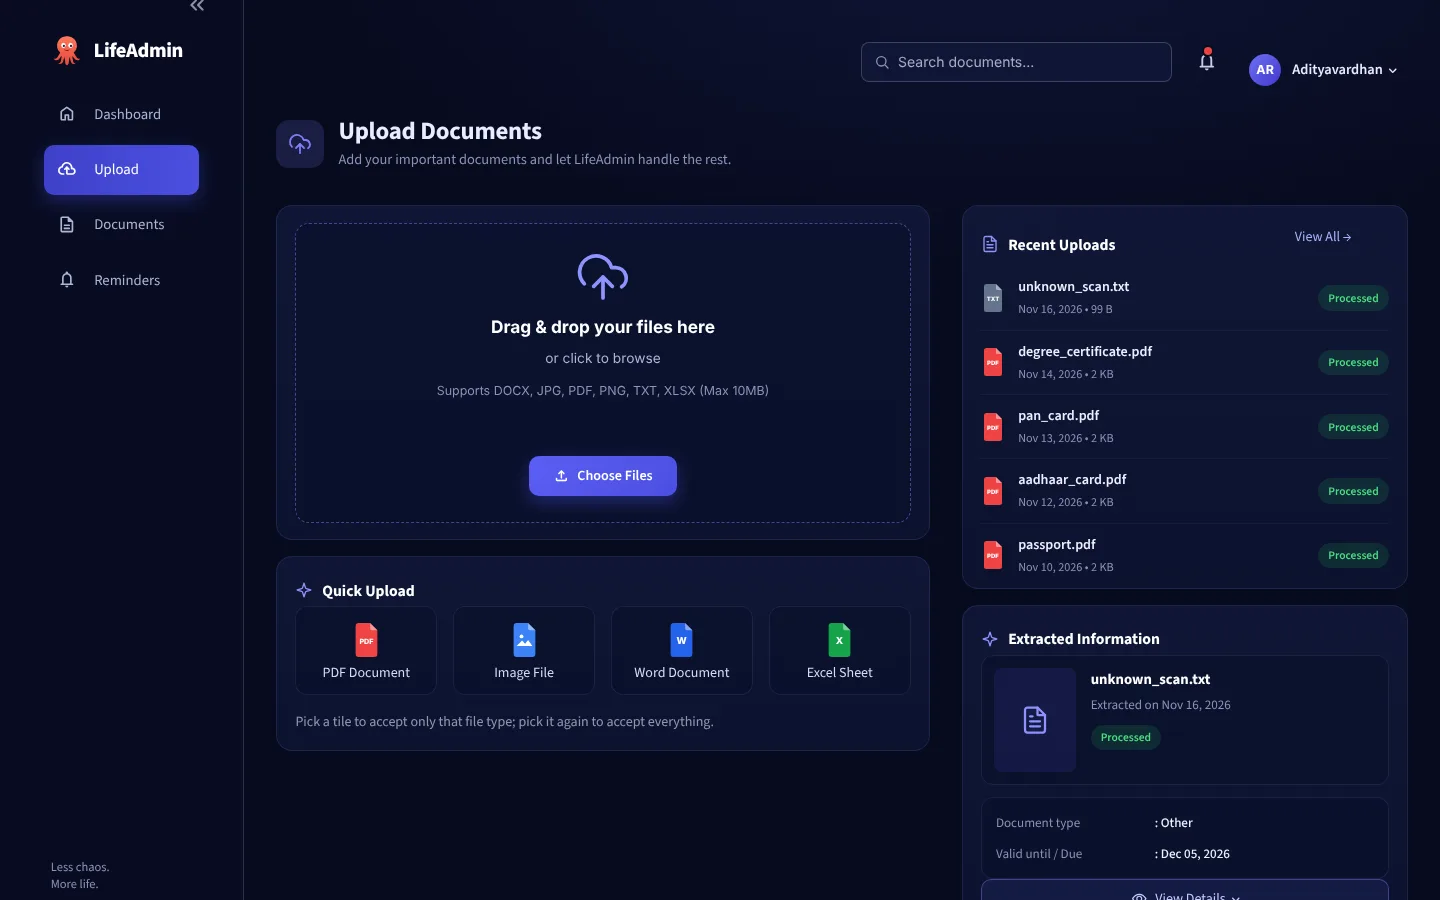 LifeAdmin
Dashboard
Upload
Documents
Reminders
Less chaos.
More life.
Search documents...
AR
Adityavardhan
Upload Documents
Add your important documents and let LifeAdmin handle the rest.
Drag & drop your files here
or click to browse
Supports DOCX, JPG, PDF, PNG, TXT, XLSX (Max 10MB)
Choose Files
Quick Upload
PDF
PDF Document
Image File
W
Word Document
X
Excel Sheet
Pick a tile to accept only that file type; pick it again to accept everything.
Recent Uploads
View All →
TXT
unknown_scan.txt
Nov 16, 2026 • 99 B
Processed
PDF
degree_certificate.pdf
Nov 14, 2026 • 2 KB
Processed
PDF
pan_card.pdf
Nov 13, 2026 • 2 KB
Processed
PDF
aadhaar_card.pdf
Nov 12, 2026 • 2 KB
Processed
PDF
passport.pdf
Nov 10, 2026 • 2 KB
Processed
Extracted Information
unknown_scan.txt
Extracted on Nov 16, 2026
Processed
Document type : Other
Valid until / Due : Dec 05, 2026
View Details